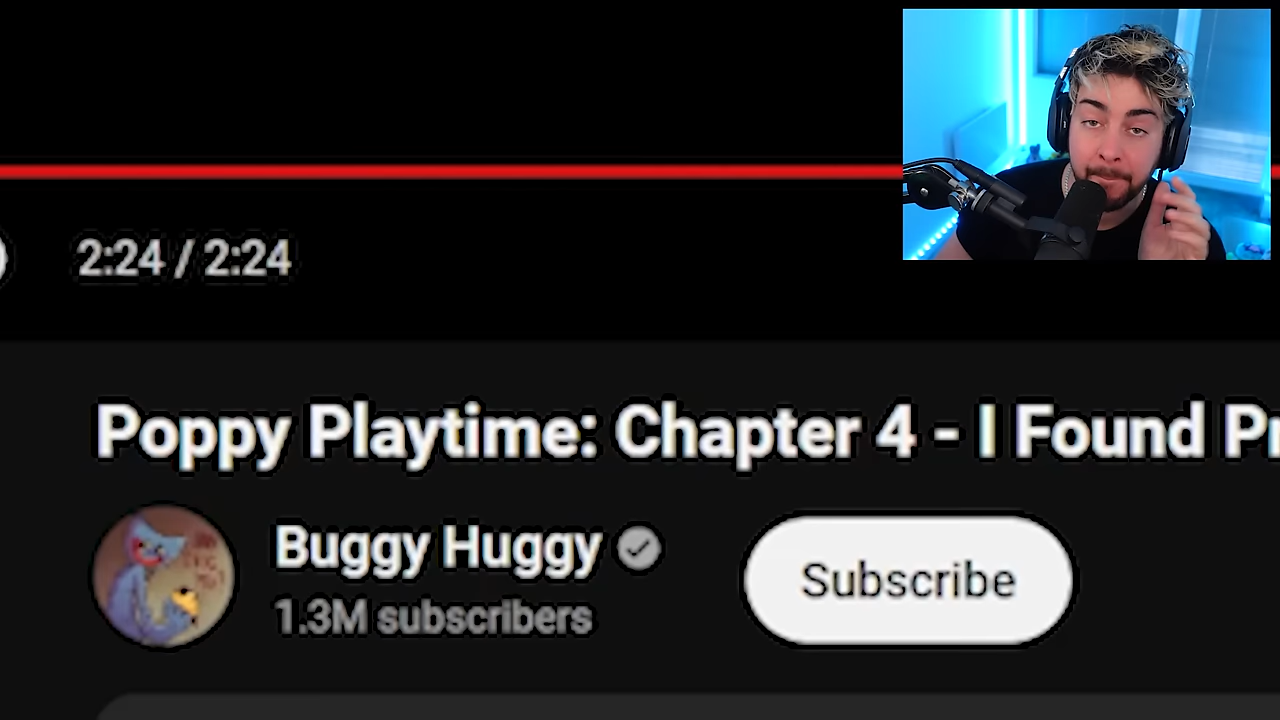 2:24 / 2:24
Poppy Playtime: Chapter 4 - I Found Pr
Buggy Huggy
1.3M subscribers
Subscribe